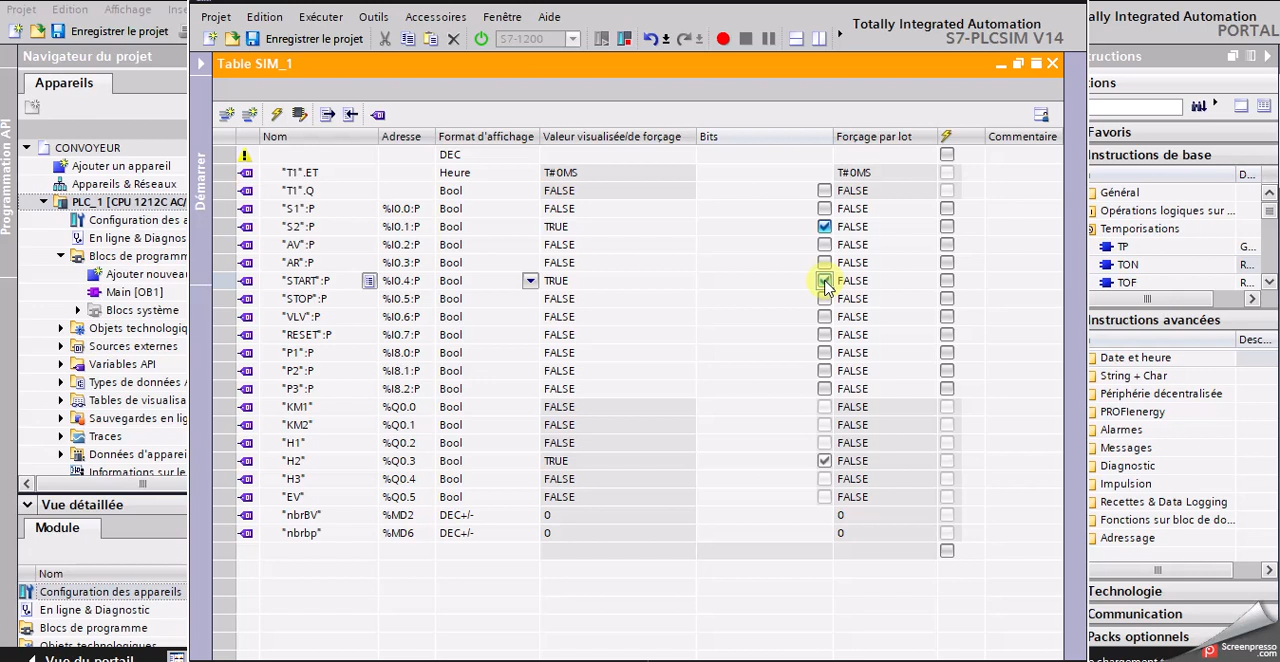 Projet Edition Affichage Ins
Enregistrer le projet
Navigateur du projet
Appareils
Programmation API
CONVOYEUR
Ajouter un appareil
Appareils & Réseaux
PLC_1 [CPU 1212C AC/
Configuration des a
En ligne & Diagnos
Blocs de programme
Ajouter nouveau
Main [OB1]
Blocs système
Objets technologiq
Sources externes
Variables API
Types de données A
Tables de visualisa
Sauvegardes en lig
Traces
Données d'apparei
Informations sur le
Vue détaillée
Module
Nom
Configuration des appareils
En ligne & Diagnostic
Blocs de programme
Objets technologiques
Vue du portail
Projet Edition Exécuter Outils Accessoires Fenêtre Aide
Enregistrer le projet
S7-1200
Totally Integrated Automation
S7-PLCSIM V14
Table SIM_1
Démarrer
Nom Adresse Format d'affichage Valeur visualisée/de forçage Bits Forçage par lot Commentaire
DEC
"T1".ET Heure T#0MS T#0MS
"T1".Q Bool FALSE FALSE
"S1":P %I0.0:P Bool FALSE FALSE
"S2":P %I0.1:P Bool TRUE FALSE
"AV":P %I0.2:P Bool FALSE FALSE
"AR":P %I0.3:P Bool FALSE FALSE
"START":P %I0.4:P Bool TRUE FALSE
"STOP":P %I0.5:P Bool FALSE FALSE
"VLV":P %I0.6:P Bool FALSE FALSE
"RESET":P %I0.7:P Bool FALSE FALSE
"P1":P %I8.0:P Bool FALSE FALSE
"P2":P %I8.1:P Bool FALSE FALSE
"P3":P %I8.2:P Bool FALSE FALSE
"KM1" %Q0.0 Bool FALSE FALSE
"KM2" %Q0.1 Bool FALSE FALSE
"H1" %Q0.2 Bool FALSE FALSE
"H2" %Q0.3 Bool TRUE FALSE
"H3" %Q0.4 Bool FALSE FALSE
"EV" %Q0.5 Bool FALSE FALSE
"nbrBV" %MD2 DEC+/- 0 0
"nbrbp" %MD6 DEC+/- 0 0
otally Integrated Automation
PORTAL
tructions
ions
Favoris
Instructions de base
D...
Général
Opérations logiques sur ...
Temporisations
TP G...
TON R...
TOF R...
Instructions avancées
Desc...
Date et heure
String + Char
Périphérie décentralisée
PROFIenergy
Alarmes
Messages
Diagnostic
Impulsion
Recettes & Data Logging
Fonctions sur bloc de do...
Adressage
Technologie
Communication
Packs optionnels
Screenpresso
.com